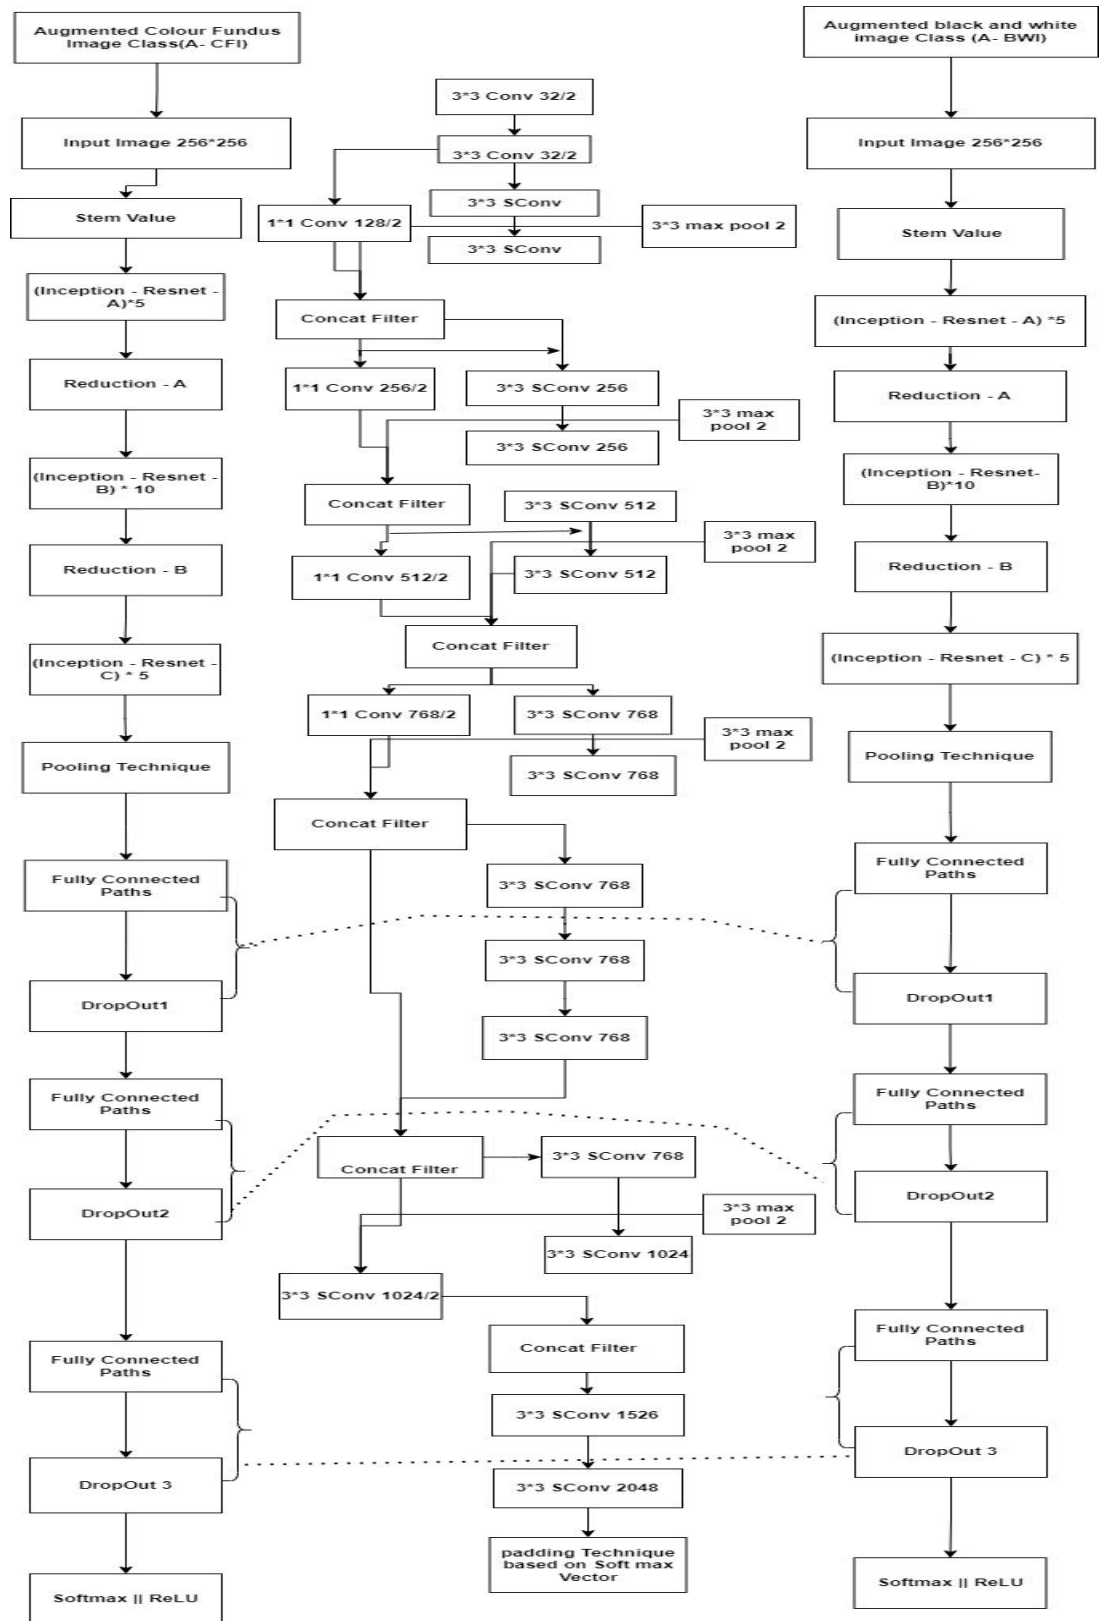 Augmented Colour Fundus
Image Class(A- CFI)
Input Image 256*256
Stem Value
(Inception - Resnet -
A)*5
Reduction - A
(Inception - Resnet -
B) * 10
Reduction - B
(Inception - Resnet -
C) * 5
Pooling Technique
Fully Connected
Paths
DropOut1
Fully Connected
Paths
DropOut2
Fully Connected
Paths
DropOut 3
Softmax || ReLU
3*3 Conv 32/2
3*3 Conv 32/2
3*3 SConv
1*1 Conv 128/2
3*3 max pool 2
3*3 SConv
Concat Filter
1*1 Conv 256/2
3*3 SConv 256
3*3 max
pool 2
3*3 SConv 256
Concat Filter
3*3 SConv 512
3*3 max
pool 2
1*1 Conv 512/2
3*3 SConv 512
Concat Filter
1*1 Conv 768/2
3*3 SConv 768
3*3 max
pool 2
3*3 SConv 768
Concat Filter
3*3 SConv 768
3*3 SConv 768
3*3 SConv 768
Concat Filter
3*3 SConv 768
3*3 max
pool 2
3*3 SConv 1024
3*3 SConv 1024/2
Concat Filter
3*3 SConv 1526
3*3 SConv 2048
padding Technique
based on Soft max
Vector
Augmented black and white
image Class (A- BWI)
Input Image 256*256
Stem Value
(Inception - Resnet - A) *5
Reduction - A
(Inception - Resnet-
B)*10
Reduction - B
(Inception - Resnet - C) * 5
Pooling Technique
Fully Connected
Paths
DropOut1
Fully Connected
Paths
DropOut2
Fully Connected
Paths
DropOut 3
Softmax || ReLU